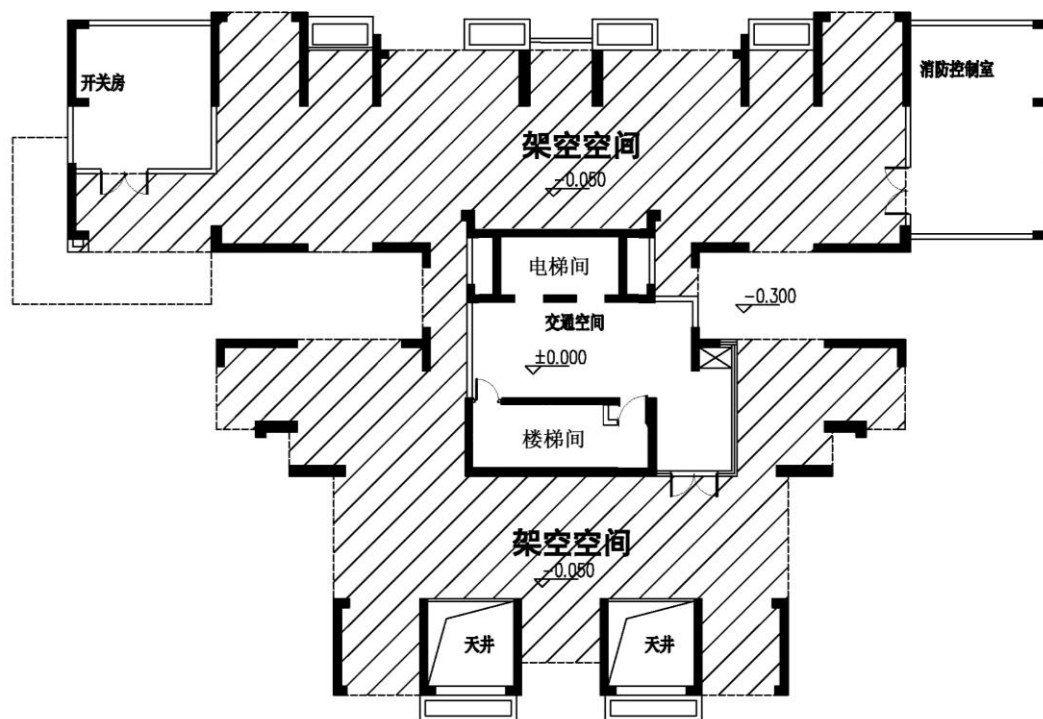 开关房
消防控制室
架空空间
-0.050
电梯间
-0.300
交通空间
±0.000
楼梯间
架空空间
-0.050
天井
天井